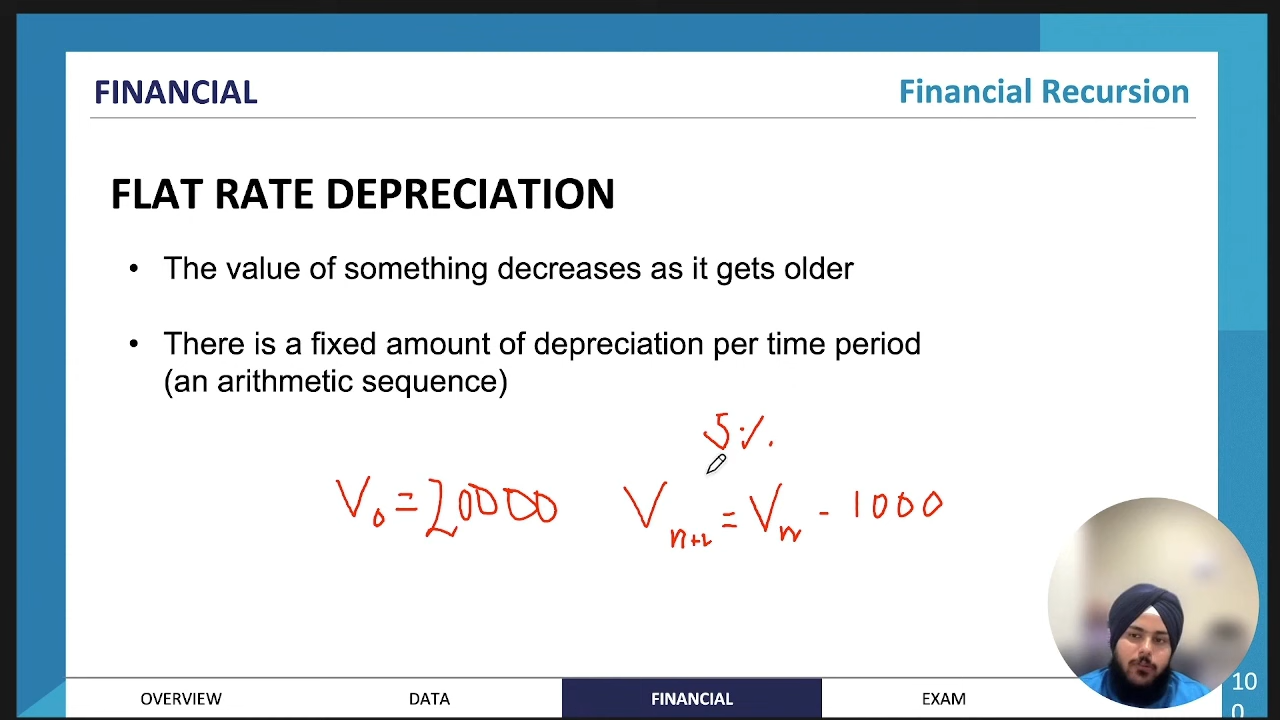 FINANCIAL
Financial Recursion
FLAT RATE DEPRECIATION
• The value of something decreases as it gets older
• There is a fixed amount of depreciation per time period
(an arithmetic sequence)
5%
V₀ = 20000 Vₙ₊₁ = Vₙ - 1000
OVERVIEW DATA FINANCIAL EXAM
10
0